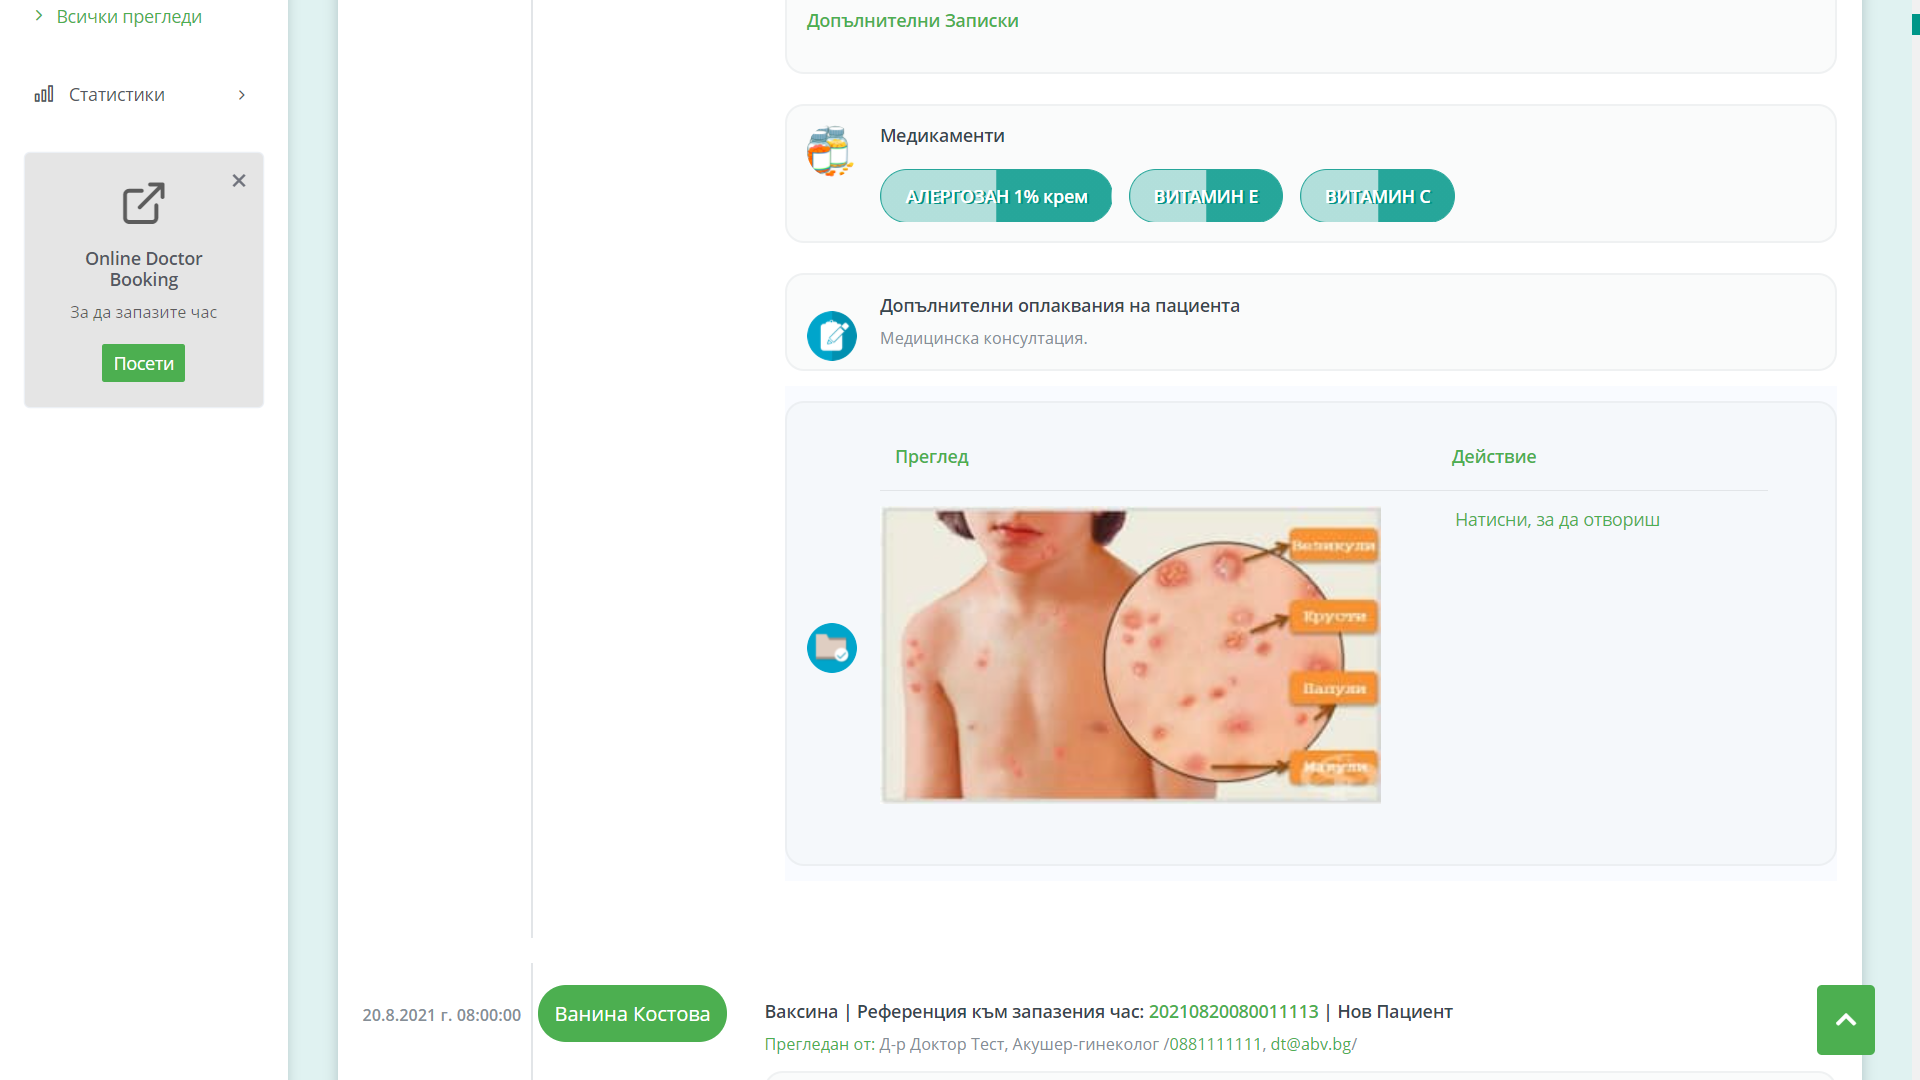 Всички прегледи
Статистики
Online Doctor
Booking
За да запазите час
Посети
Допълнителни Записки
Медикаменти
АЛЕРГОЗАН 1% крем
ВИТАМИН Е
ВИТАМИН С
Допълнителни оплаквания на пациента
Медицинска консултация.
Преглед
Действие
Натисни, за да отвориш
Везикули
Крусти
Папули
Макули
20.8.2021 г. 08:00:00
Ванина Костова
Ваксина | Референция към запазения час: 20210820080011113 | Нов Пациент
Прегледан от: Д-р Доктор Тест, Акушер-гинеколог /0881111111, dt@abv.bg/